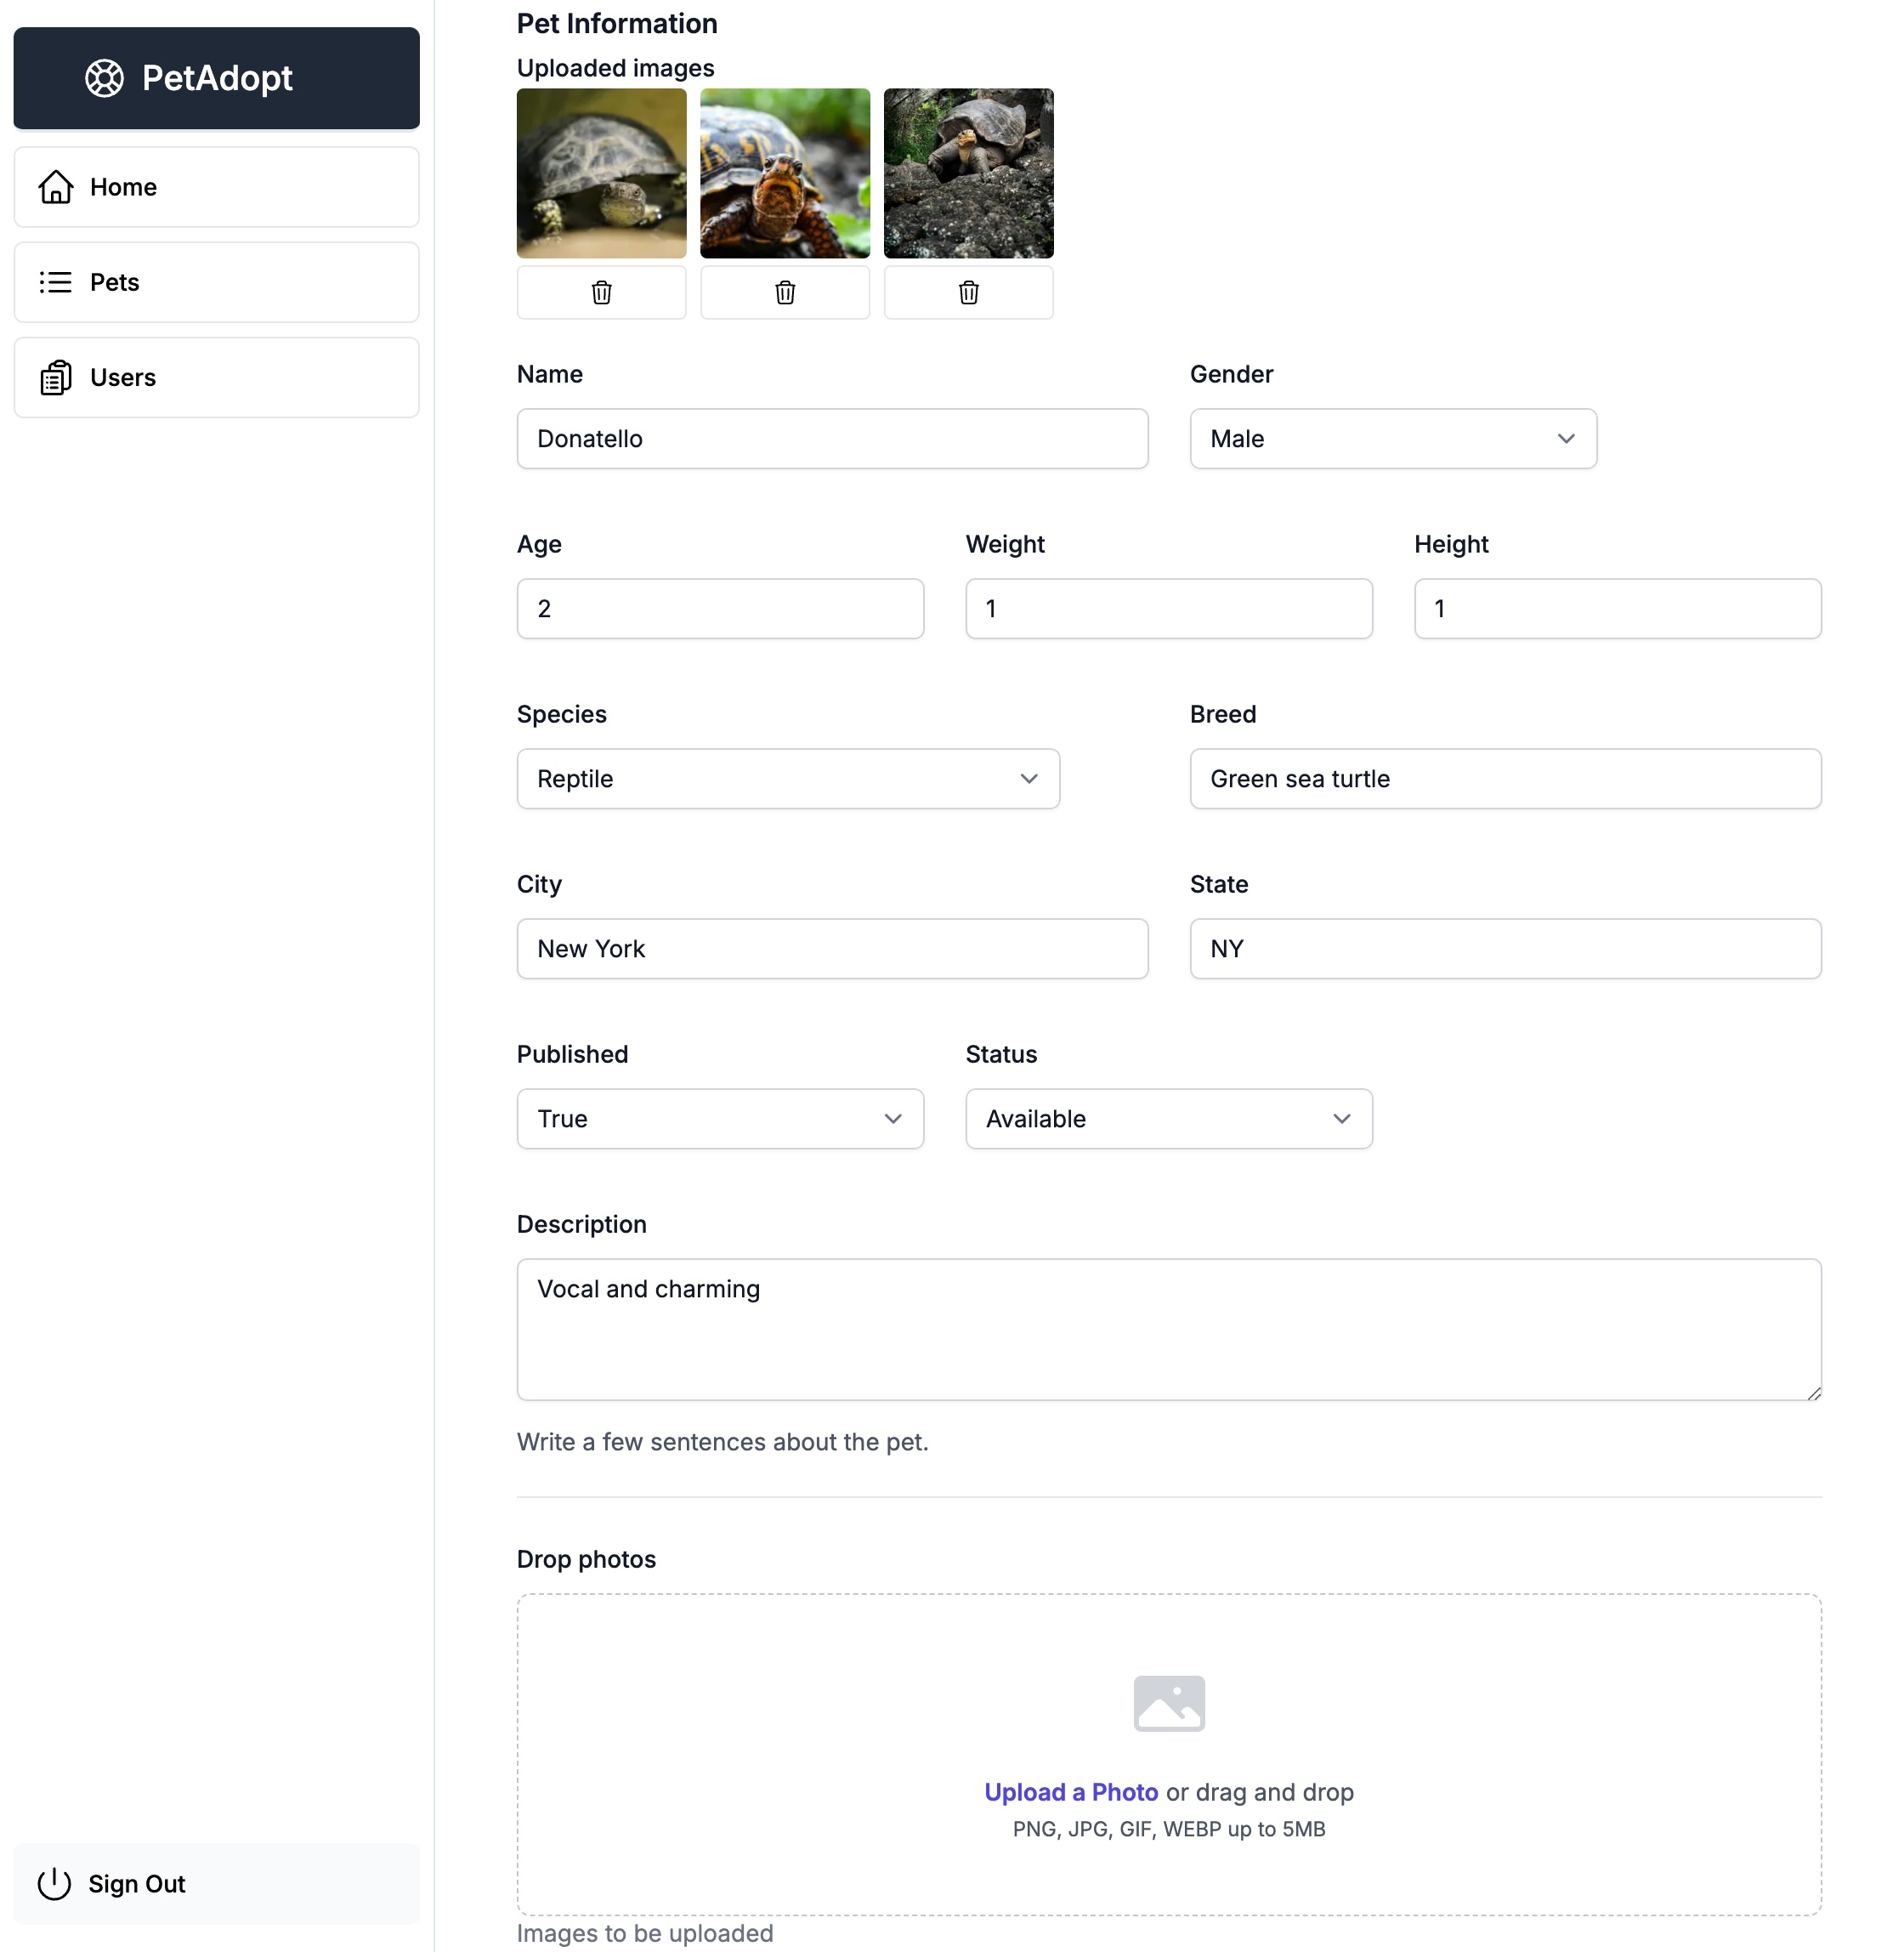 PetAdopt
Home
Pets
Users
Sign Out
Pet Information
Uploaded images
Name
Gender
Donatello
Male
Age
Weight
Height
2
1
1
Species
Breed
Reptile
Green sea turtle
City
State
New York
NY
Published
Status
True
Available
Description
Vocal and charming
Write a few sentences about the pet.
Drop photos
Upload a Photo or drag and drop
PNG, JPG, GIF, WEBP up to 5MB
Images to be uploaded